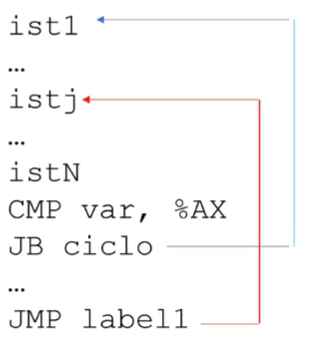 ist1
…
istj
…
istN
CMP var, %AX
JB ciclo
…
JMP label1